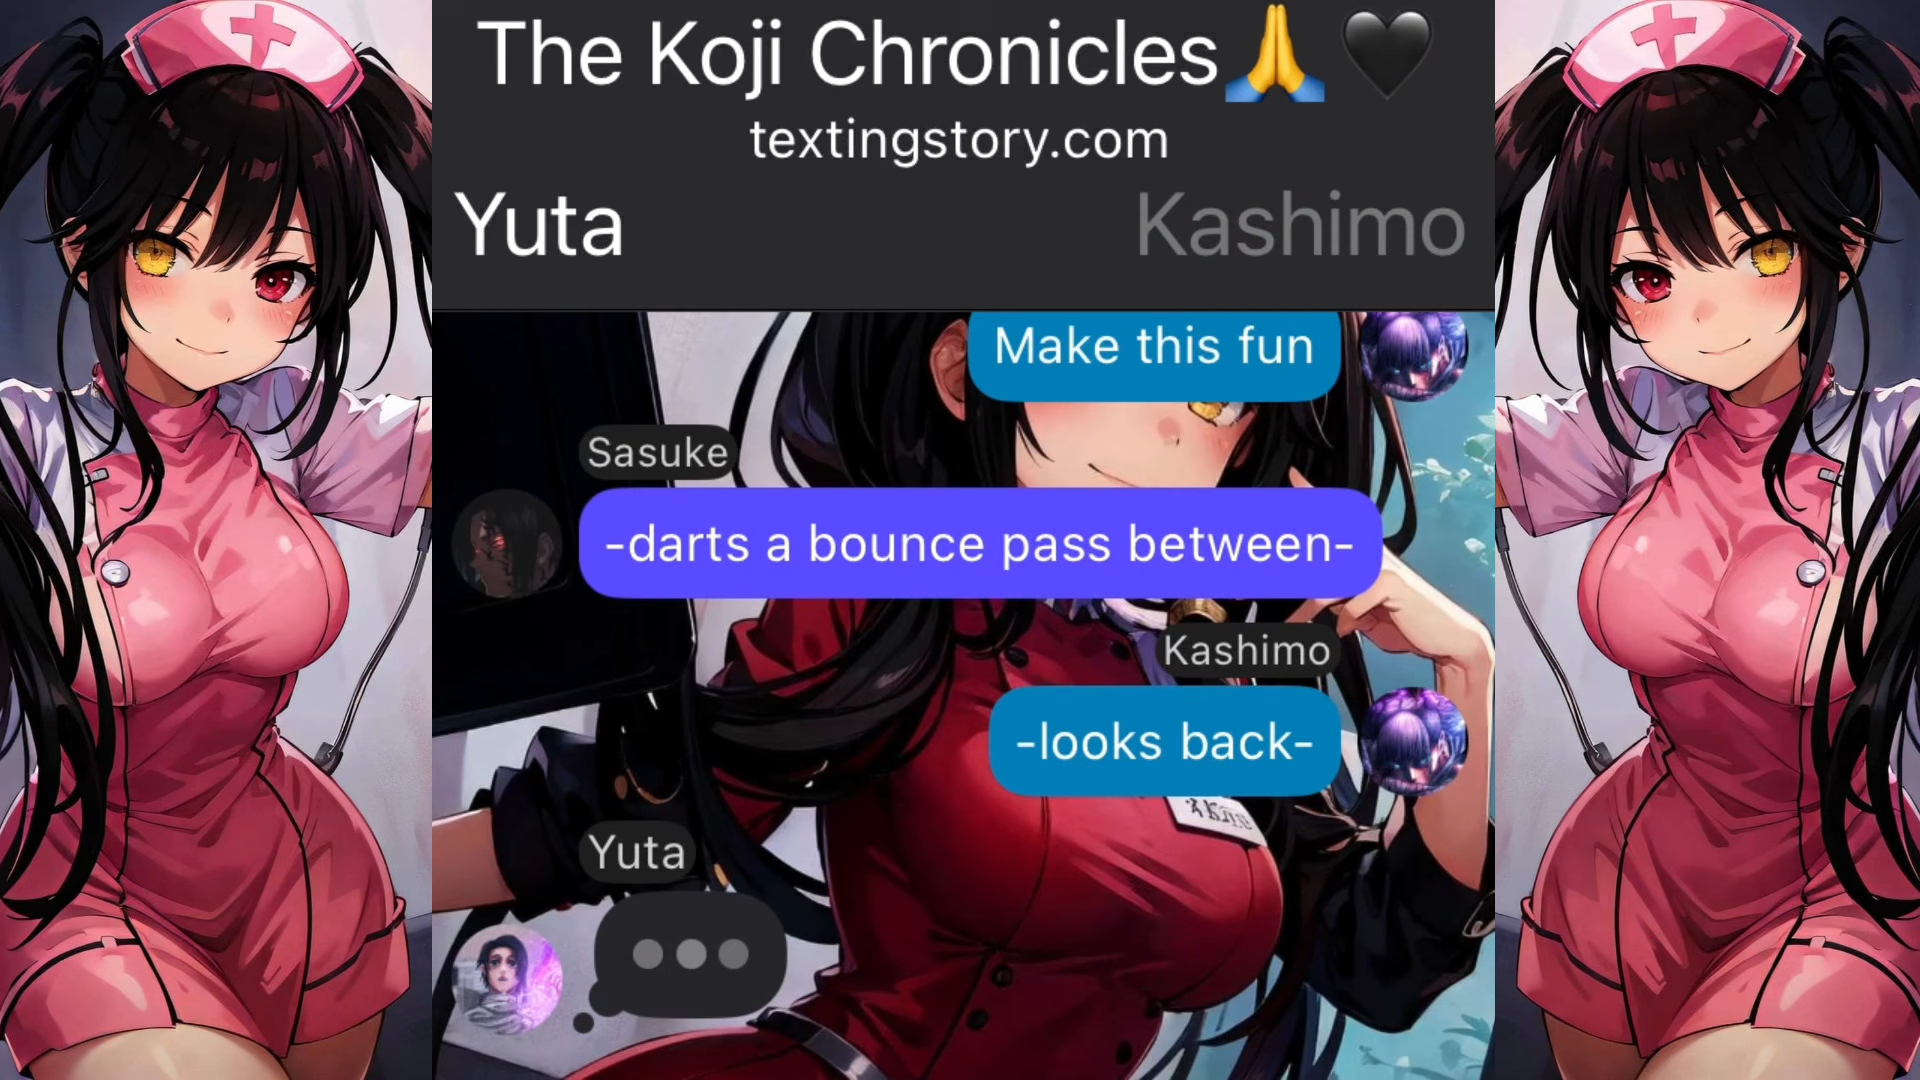 The Koji Chronicles🙏🖤
textingstory.com
Yuta Kashimo
Make this fun
Sasuke
-darts a bounce pass between-
Kashimo
-looks back-
Yuta